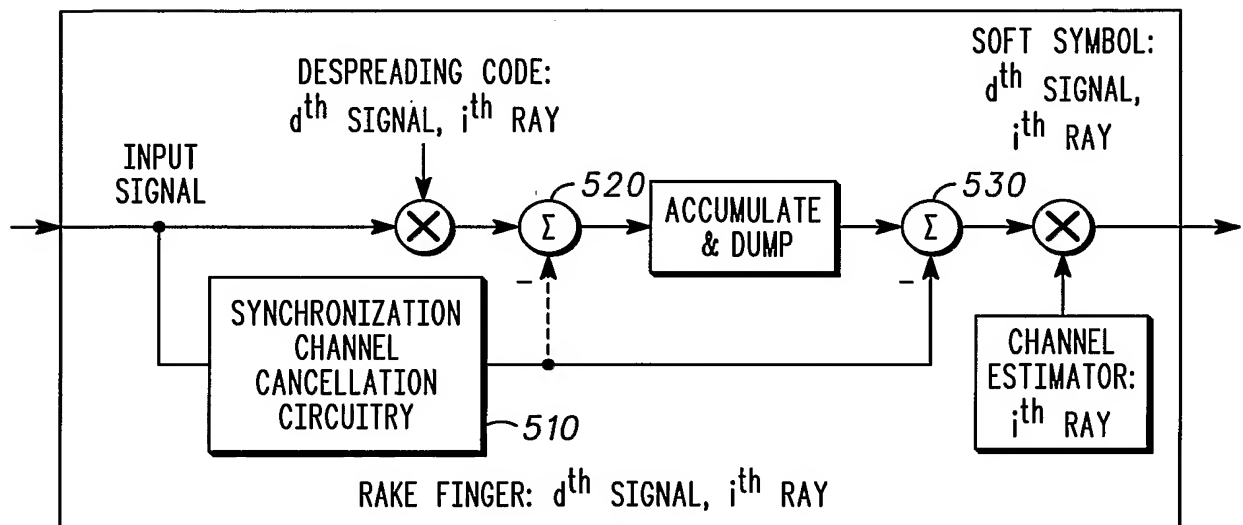 SOFT SYMBOL:
dth SIGNAL,
ith RAY
DESPREADING CODE:
dth SIGNAL, ith RAY
INPUT
SIGNAL
520
530
Σ
ACCUMULATE
& DUMP
Σ
−
−
SYNCHRONIZATION
CHANNEL
CANCELLATION
CIRCUITRY
510
CHANNEL
ESTIMATOR:
ith RAY
RAKE FINGER: dth SIGNAL, ith RAY